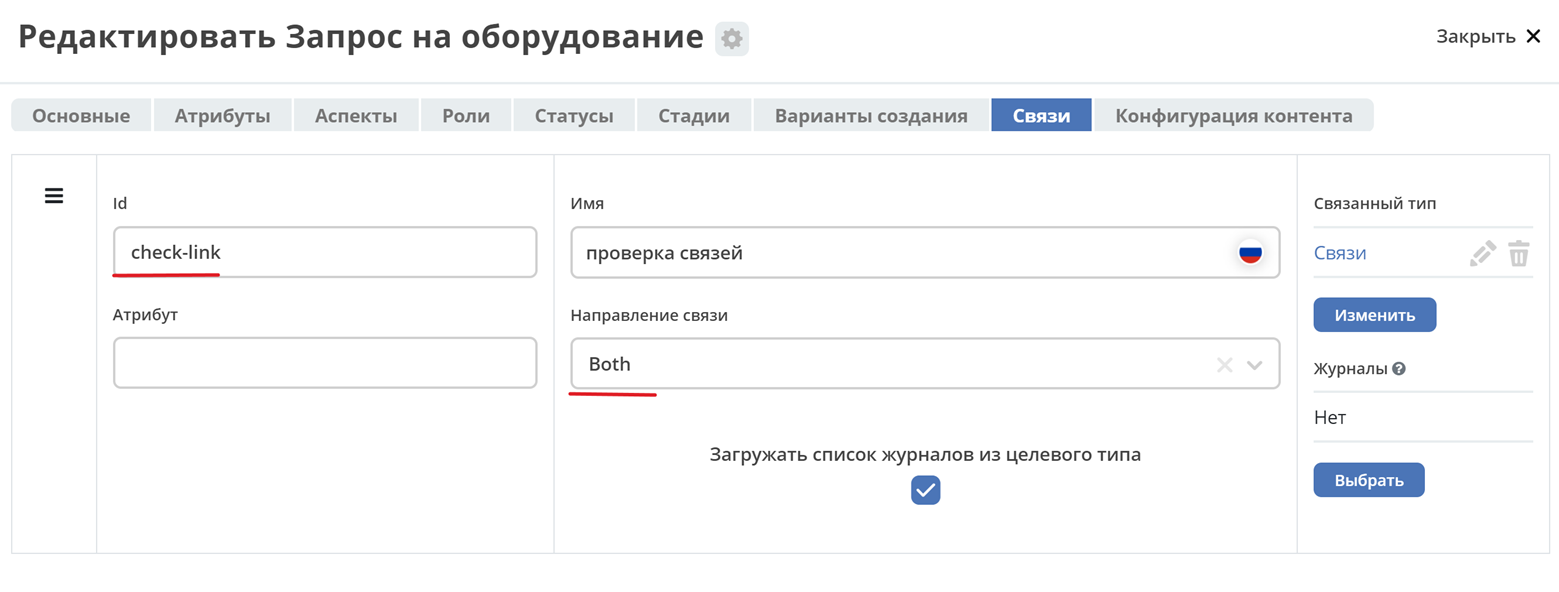 Редактировать Запрос на оборудование
Закрыть
Основные
Атрибуты
Аспекты
Роли
Статусы
Стадии
Варианты создания
Связи
Конфигурация контента
Id
check-link
Атрибут
Имя
проверка связей
Направление связи
Both
Загружать список журналов из целевого типа
Связанный тип
Связи
Изменить
Журналы ?
Нет
Выбрать